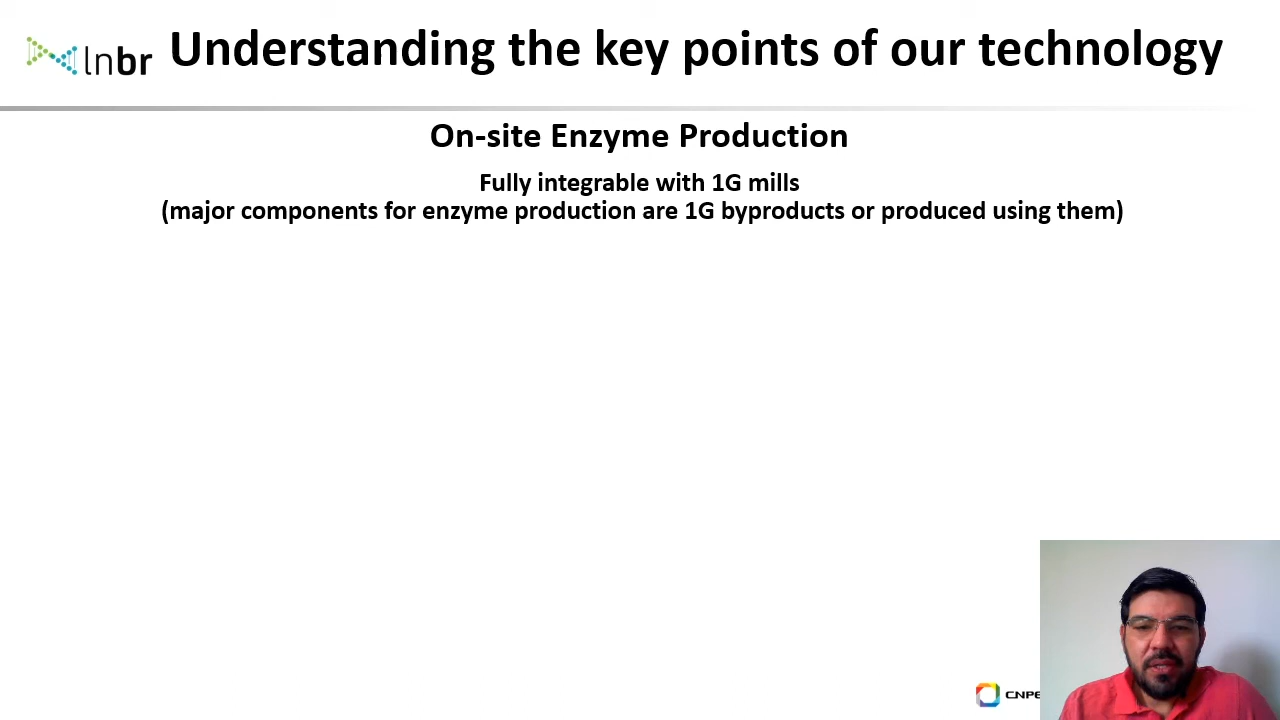 lnbr
Understanding the key points of our technology
On-site Enzyme Production
Fully integrable with 1G mills
(major components for enzyme production are 1G byproducts or produced using them)